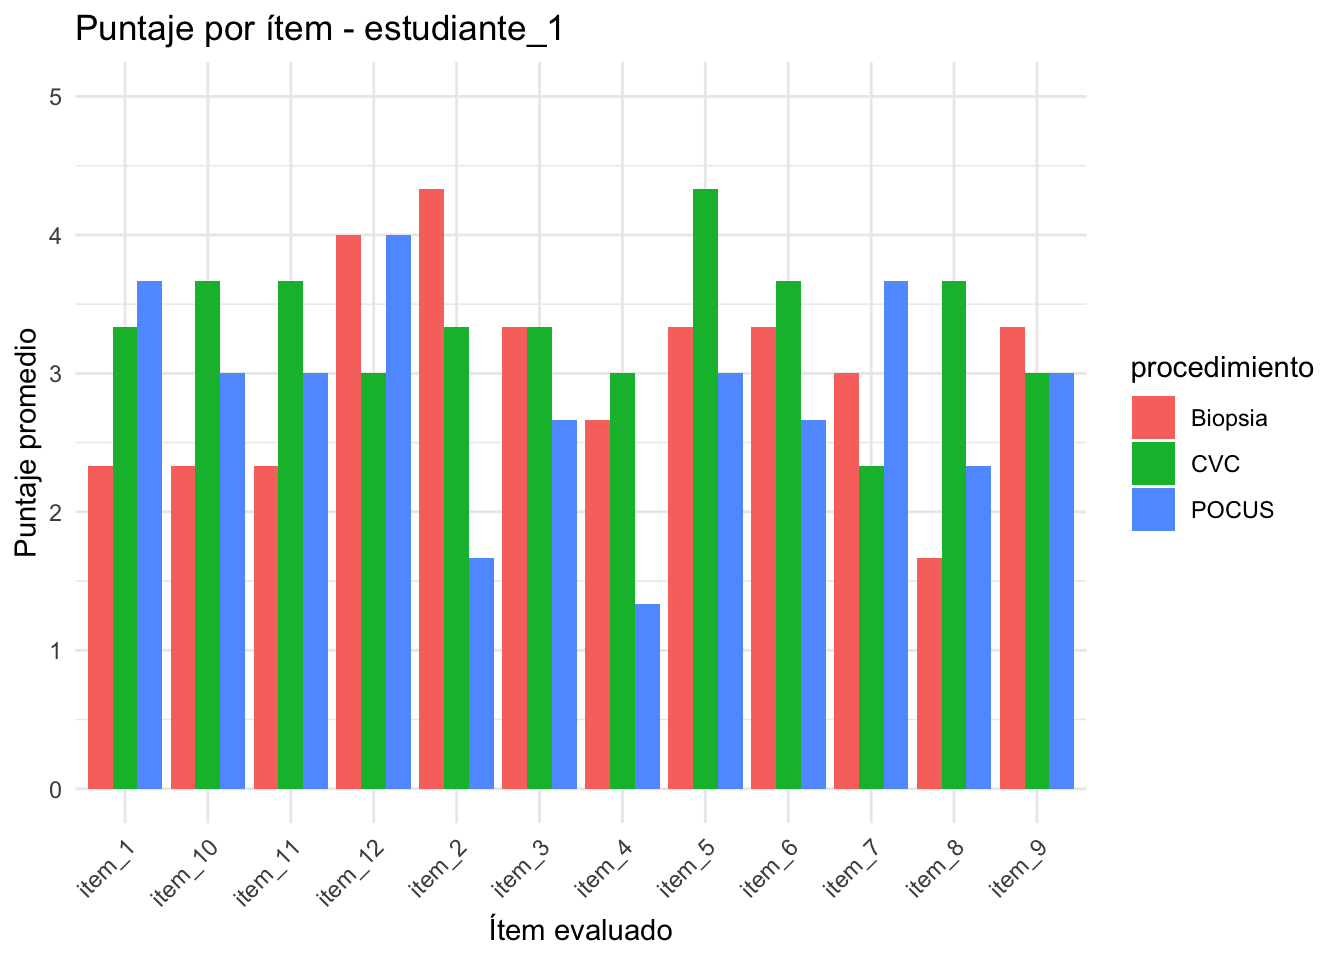 Puntaje por ítem - estudiante_1
Puntaje promedio
5
4
3
2
1
0
item_1
item_10
item_11
item_12
item_2
item_3
item_4
item_5
item_6
item_7
item_8
item_9
Ítem evaluado
procedimiento
Biopsia
CVC
POCUS